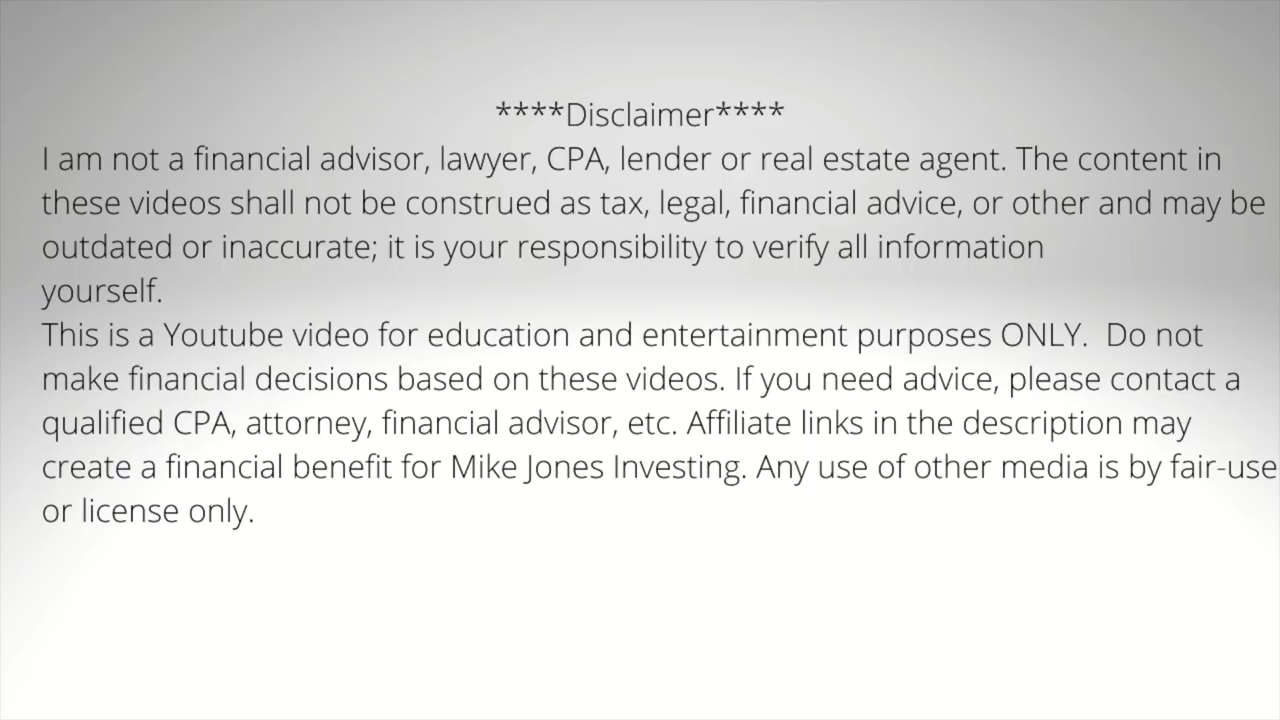 ****Disclaimer****
I am not a financial advisor, lawyer, CPA, lender or real estate agent. The content in
these videos shall not be construed as tax, legal, financial advice, or other and may be
outdated or inaccurate; it is your responsibility to verify all information
yourself.
This is a Youtube video for education and entertainment purposes ONLY.  Do not
make financial decisions based on these videos. If you need advice, please contact a
qualified CPA, attorney, financial advisor, etc. Affiliate links in the description may
create a financial benefit for Mike Jones Investing. Any use of other media is by fair-use
or license only.